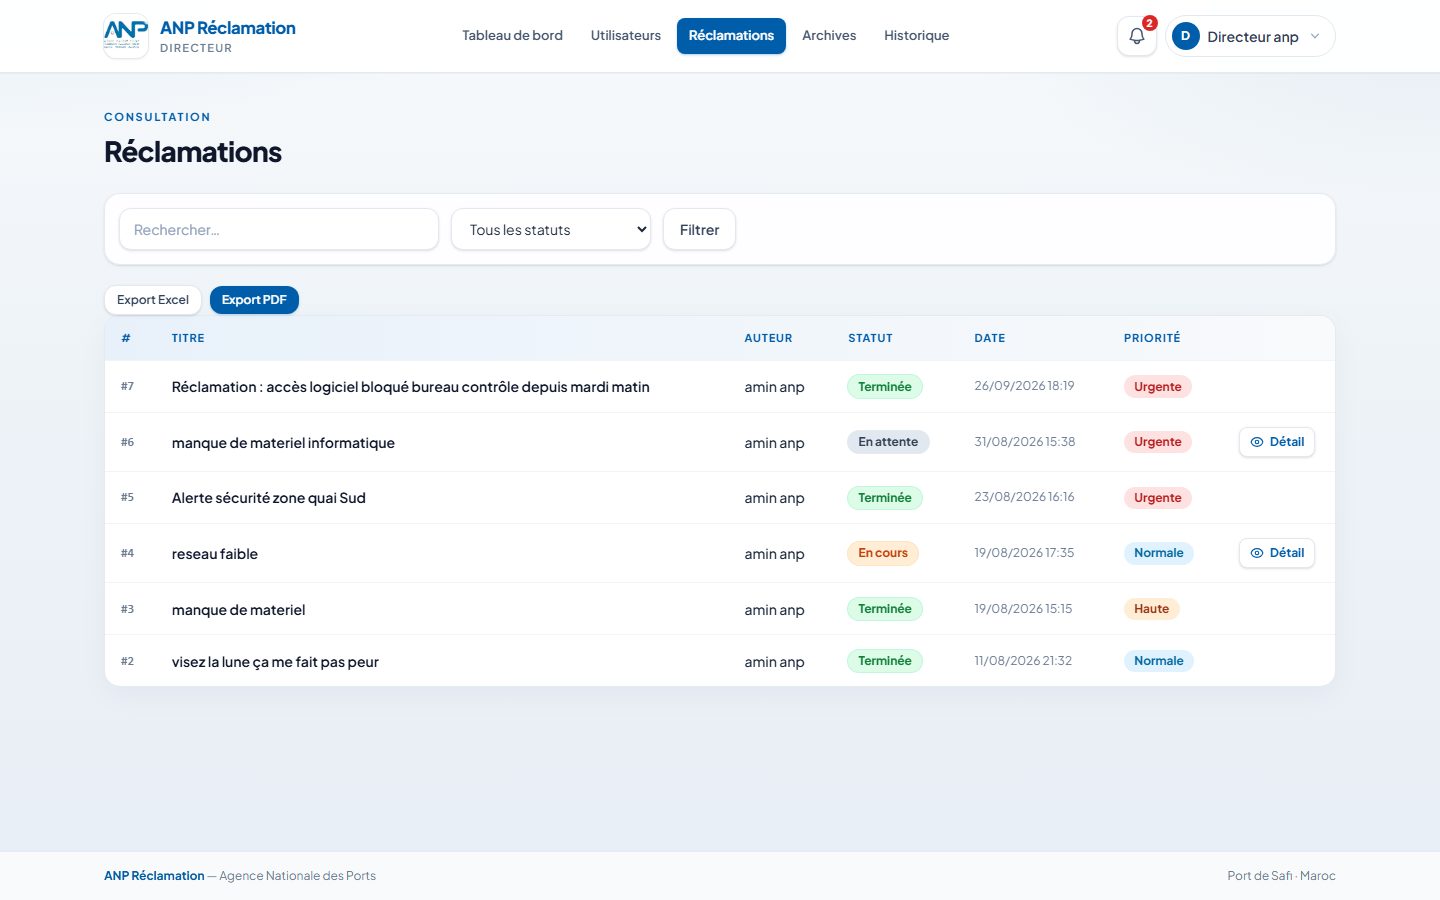 ANP
ANP Réclamation
DIRECTEUR
Tableau de bord
Utilisateurs
Réclamations
Archives
Historique
2
D
Directeur anp
CONSULTATION
Réclamations
Rechercher...
Tous les statuts
Filtrer
Export Excel
Export PDF
# TITRE AUTEUR STATUT DATE PRIORITÉ
#7 Réclamation : accès logiciel bloqué bureau contrôle depuis mardi matin amin anp Terminée 26/09/2026 18:19 Urgente
#6 manque de materiel informatique amin anp En attente 31/08/2026 15:38 Urgente Détail
#5 Alerte sécurité zone quai Sud amin anp Terminée 23/08/2026 16:16 Urgente
#4 reseau faible amin anp En cours 19/08/2026 17:35 Normale Détail
#3 manque de materiel amin anp Terminée 19/08/2026 15:15 Haute
#2 visez la lune ça me fait pas peur amin anp Terminée 11/08/2026 21:32 Normale
ANP Réclamation — Agence Nationale des Ports
Port de Safi · Maroc